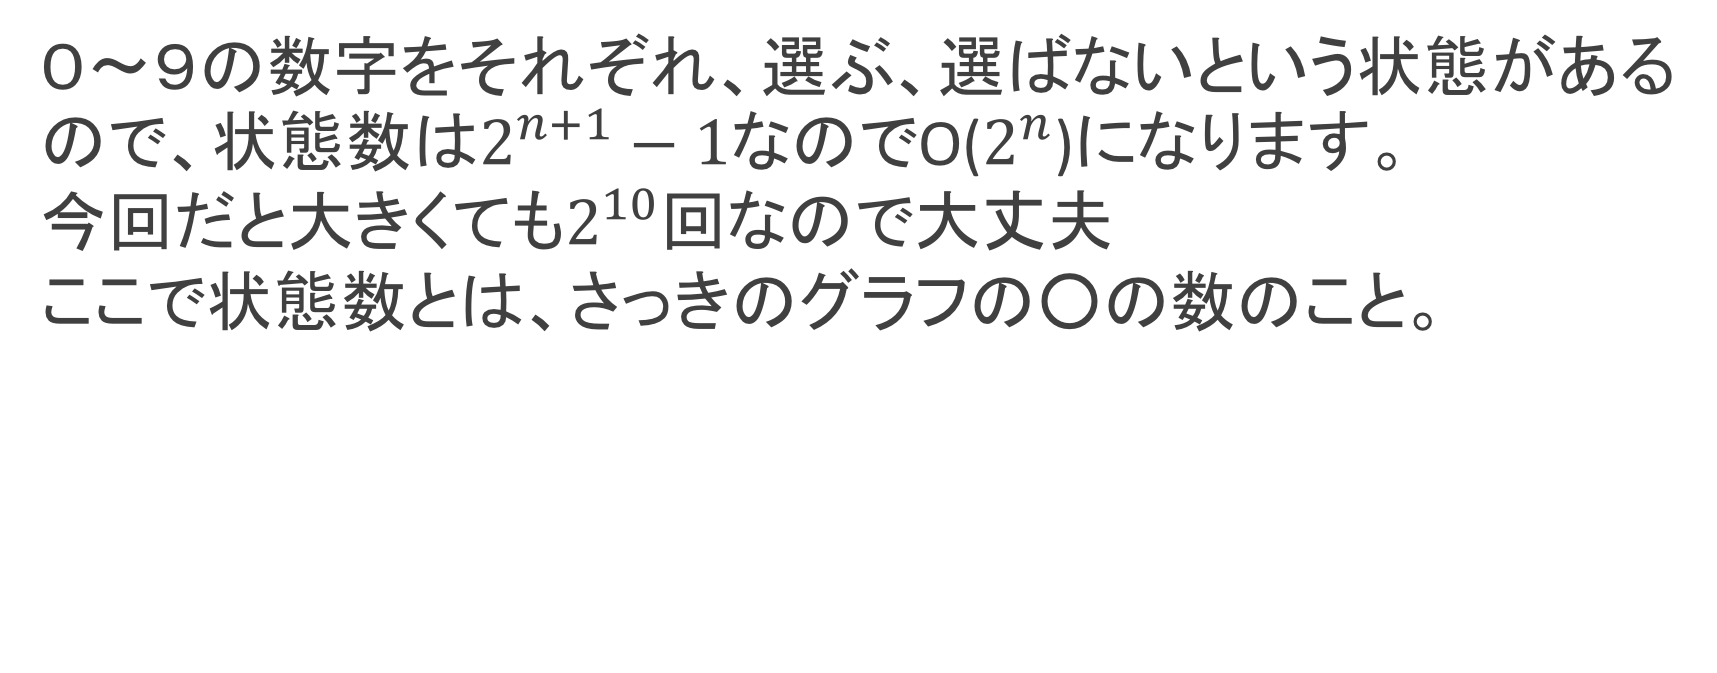 ０～９の数字をそれぞれ、選ぶ、選ばないという状態がある
ので、状態数は$2^{n+1}-1$なのでO($2^n$)になります。
今回だと大きくても$2^{10}$回なので大丈夫
ここで状態数とは、さっきのグラフの〇の数のこと。